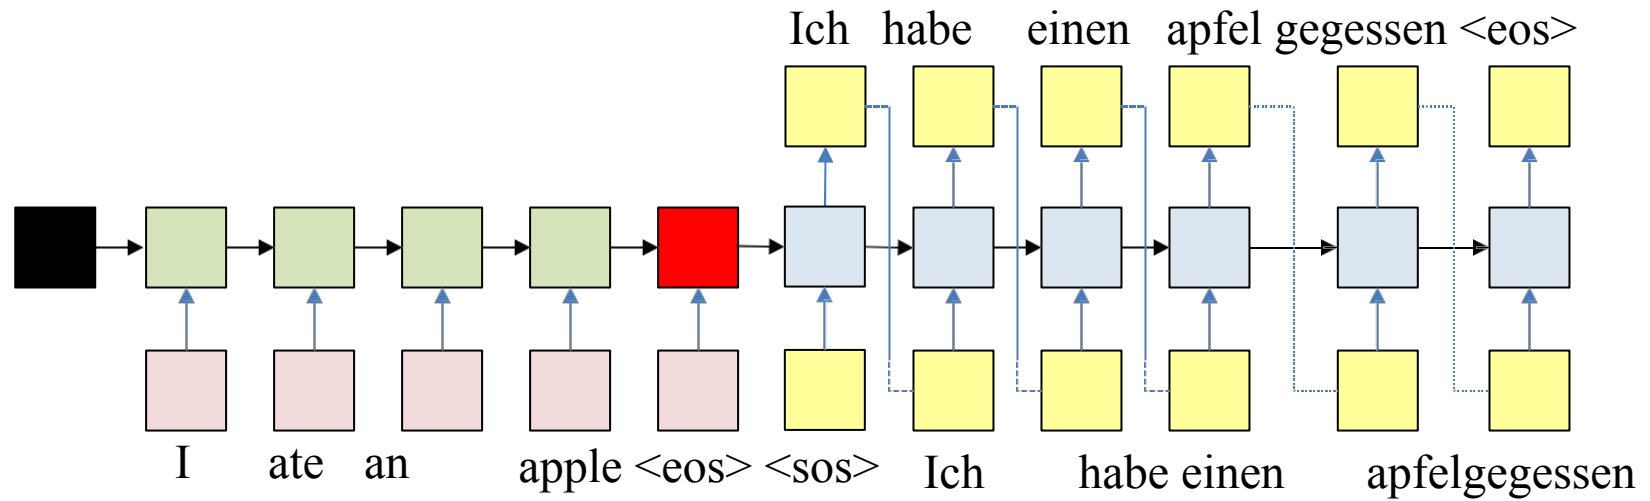 Ich habe einen apfel gegessen <eos>
I ate an apple <eos> <sos> Ich habe einen apfelgegessen